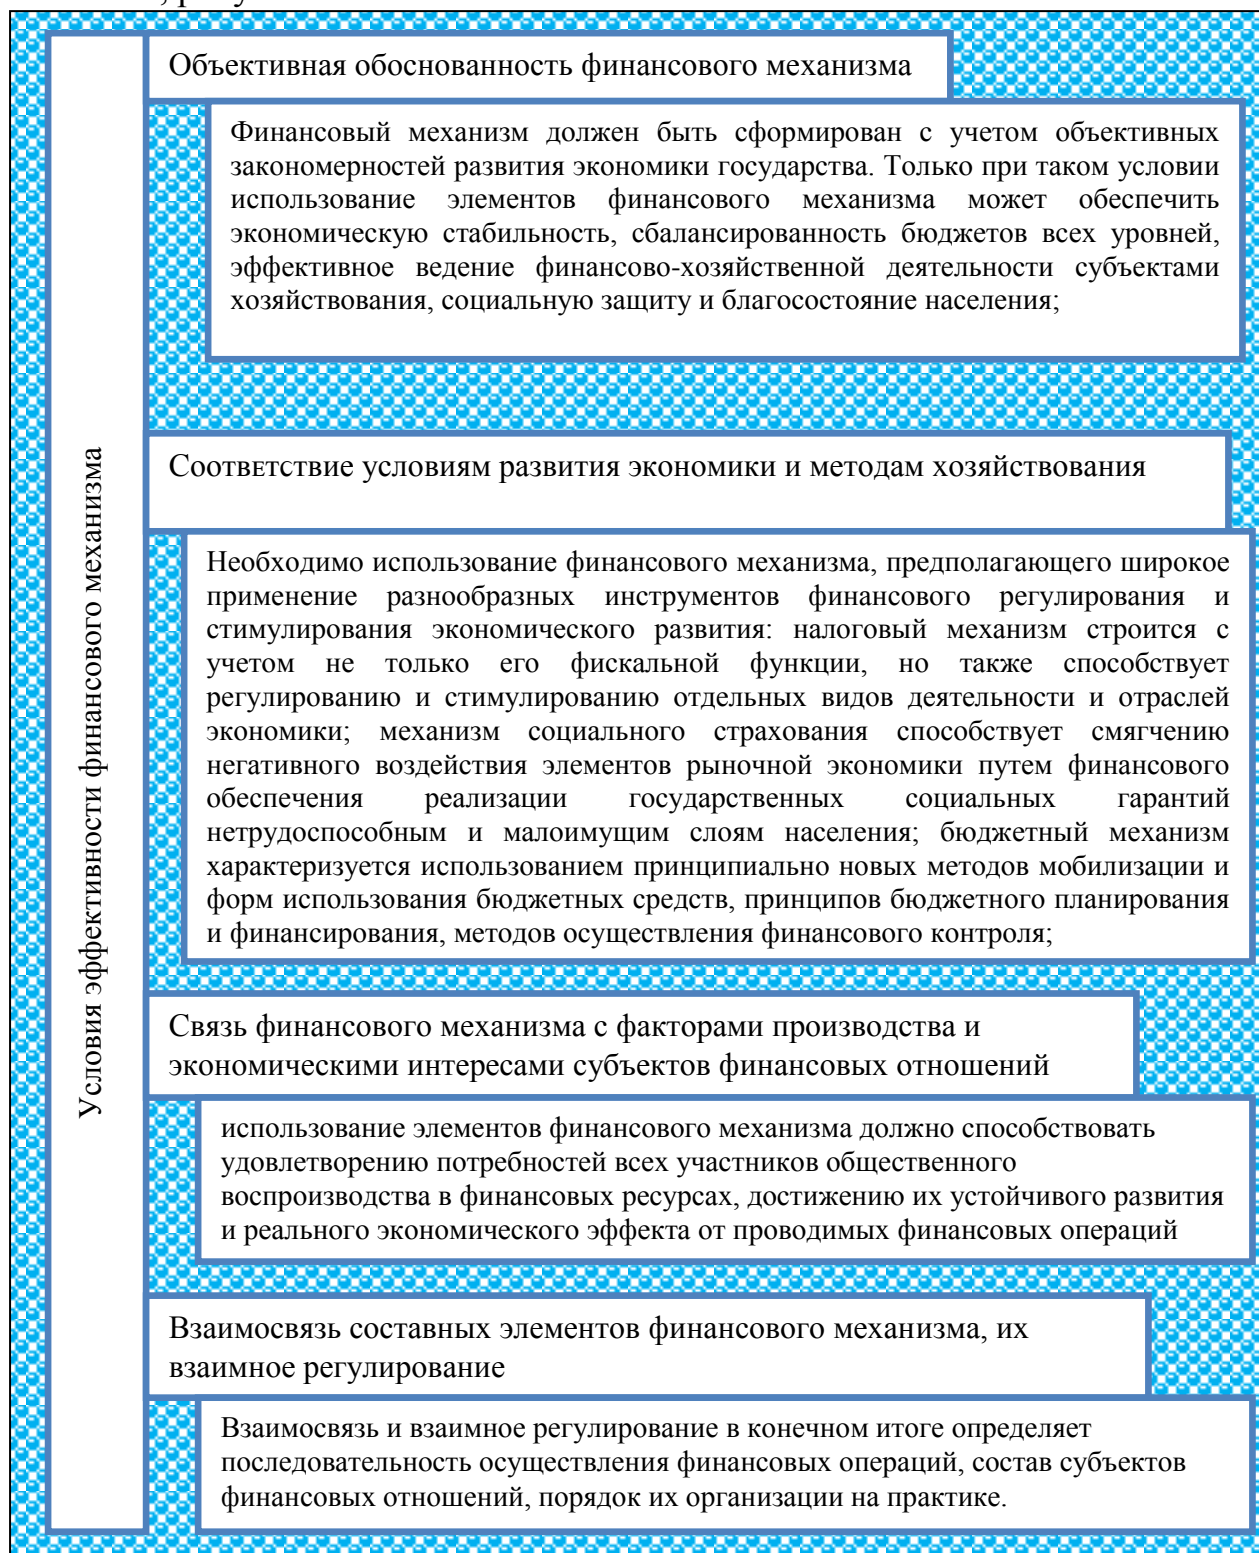 Объективная обоснованность финансового механизма
Финансовый механизм должен быть сформирован с учетом объективных
закономерностей развития экономики государства. Только при таком условии
использование элементов финансового механизма может обеспечить
экономическую стабильность, сбалансированность бюджетов всех уровней,
эффективное ведение финансово-хозяйственной деятельности субъектами
хозяйствования, социальную защиту и благосостояние населения;
Условия эффективности финансового механизма
Соответствие условиям развития экономики и методам хозяйствования
Необходимо использование финансового механизма, предполагающего широкое
применение разнообразных инструментов финансового регулирования и
стимулирования экономического развития: налоговый механизм строится с
учетом не только его фискальной функции, но также способствует
регулированию и стимулированию отдельных видов деятельности и отраслей
экономики; механизм социального страхования способствует смягчению
негативного воздействия элементов рыночной экономики путем финансового
обеспечения реализации государственных социальных гарантий
нетрудоспособным и малоимущим слоям населения; бюджетный механизм
характеризуется использованием принципиально новых методов мобилизации и
форм использования бюджетных средств, принципов бюджетного планирования
и финансирования, методов осуществления финансового контроля;
Связь финансового механизма с факторами производства и
экономическими интересами субъектов финансовых отношений
использование элементов финансового механизма должно способствовать
удовлетворению потребностей всех участников общественного
воспроизводства в финансовых ресурсах, достижению их устойчивого развития
и реального экономического эффекта от проводимых финансовых операций
Взаимосвязь составных элементов финансового механизма, их
взаимное регулирование
Взаимосвязь и взаимное регулирование в конечном итоге определяет
последовательность осуществления финансовых операций, состав субъектов
финансовых отношений, порядок их организации на практике.